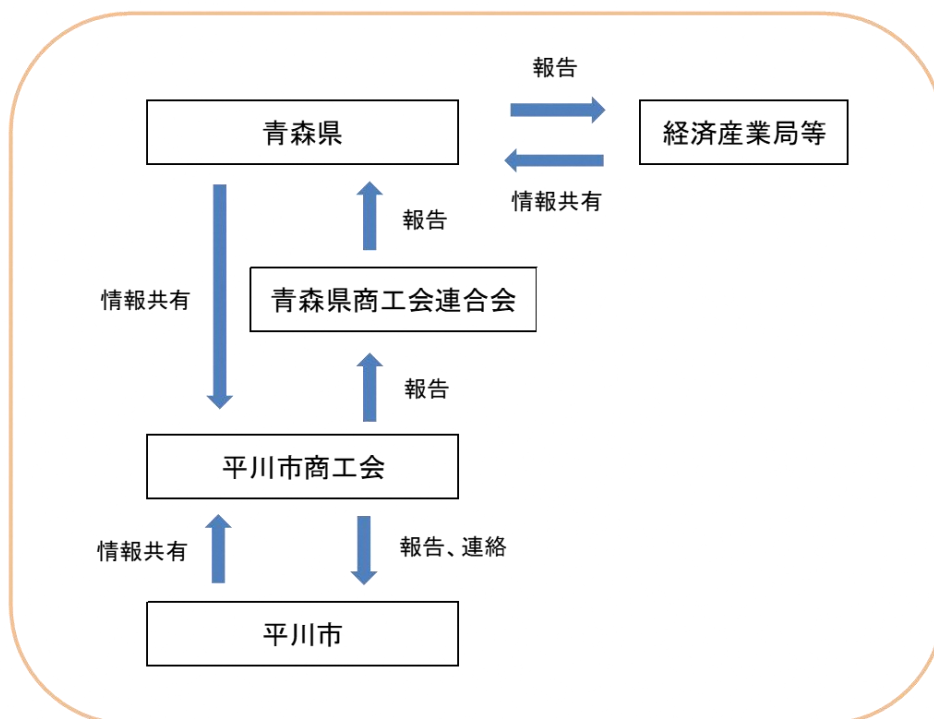 報告
青森県
経済産業局等
情報共有
報告
情報共有
青森県商工会連合会
報告
平川市商工会
情報共有
報告、連絡
平川市